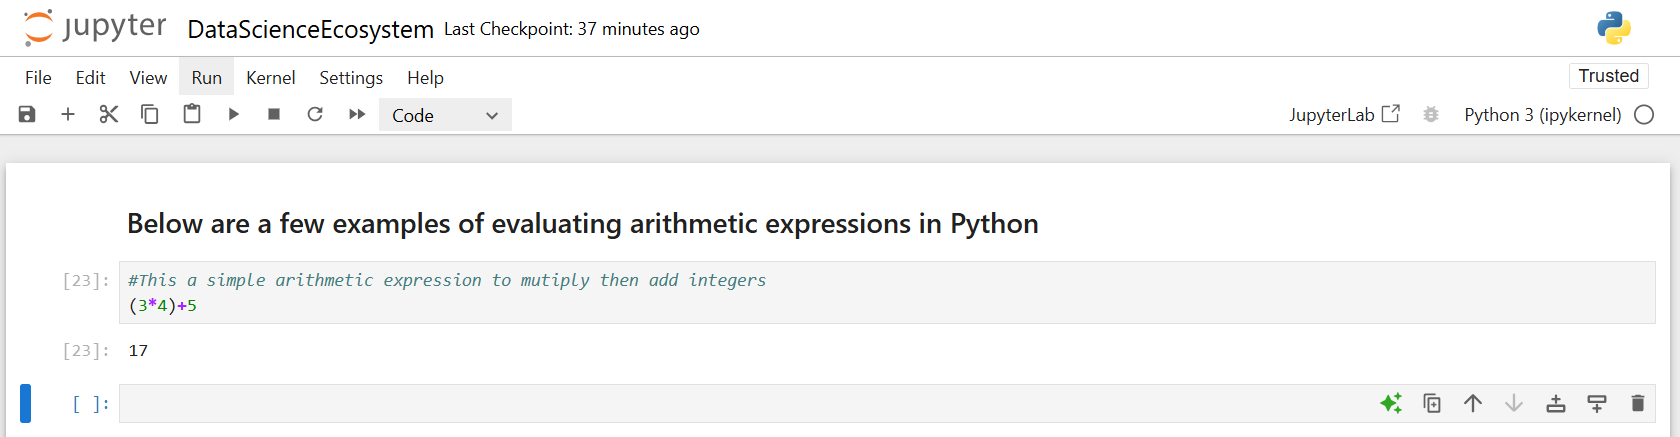 jupyter DataScienceEcosystem Last Checkpoint: 37 minutes ago
File Edit View Run Kernel Settings Help Trusted
Code JupyterLab Python 3 (ipykernel)
Below are a few examples of evaluating arithmetic expressions in Python
[23]: #This a simple arithmetic expression to mutiply then add integers
(3*4)+5
[23]: 17
[ ]: